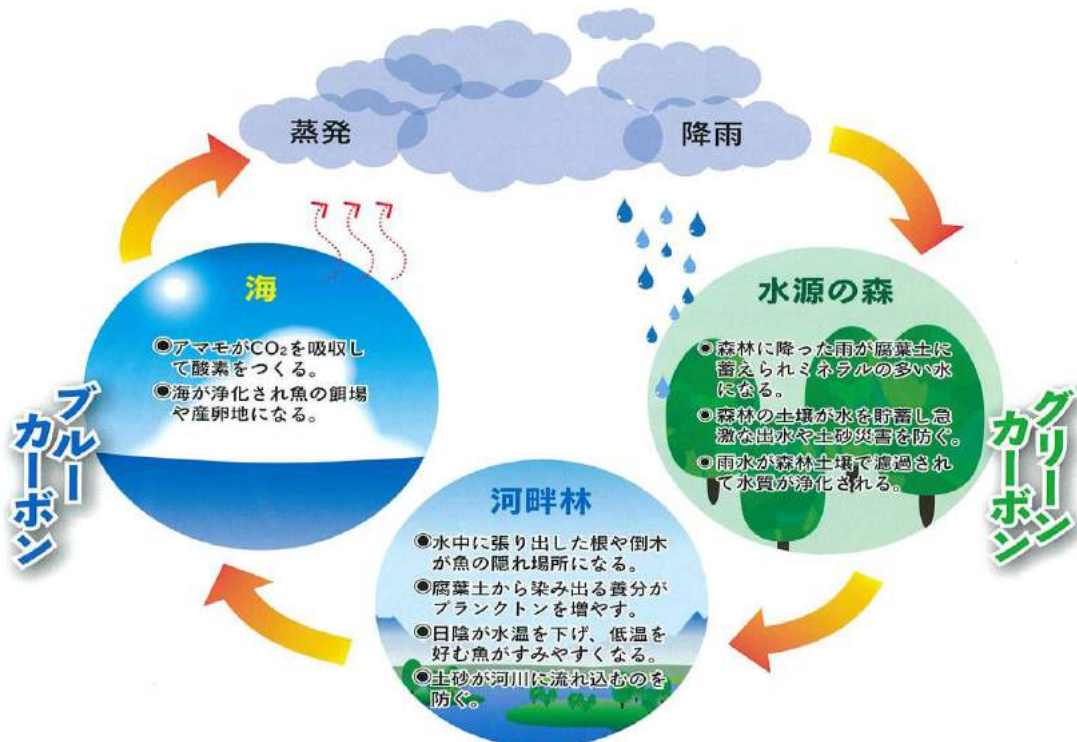 蒸発
降雨
海
◉アマモがCO₂を吸収し
て酸素をつくる。
◉海が浄化され魚の餌場
や産卵地になる。
ブルー
カーボン
水源の森
◉森林に降った雨が腐葉土に
蓄えられミネラルの多い水
になる。
◉森林の土壌が水を貯蓄し急
激な出水や土砂災害を防ぐ。
◉雨水が森林土壌で濾過され
て水質が浄化される。
グリーン
カーボン
河畔林
◉水中に張り出した根や倒木
が魚の隠れ場所になる。
◉腐葉土から染み出る養分が
プランクトンを増やす。
◉日陰が水温を下げ、低温を
好む魚がすみやすくなる。
◉土砂が河川に流れ込むのを
防ぐ。